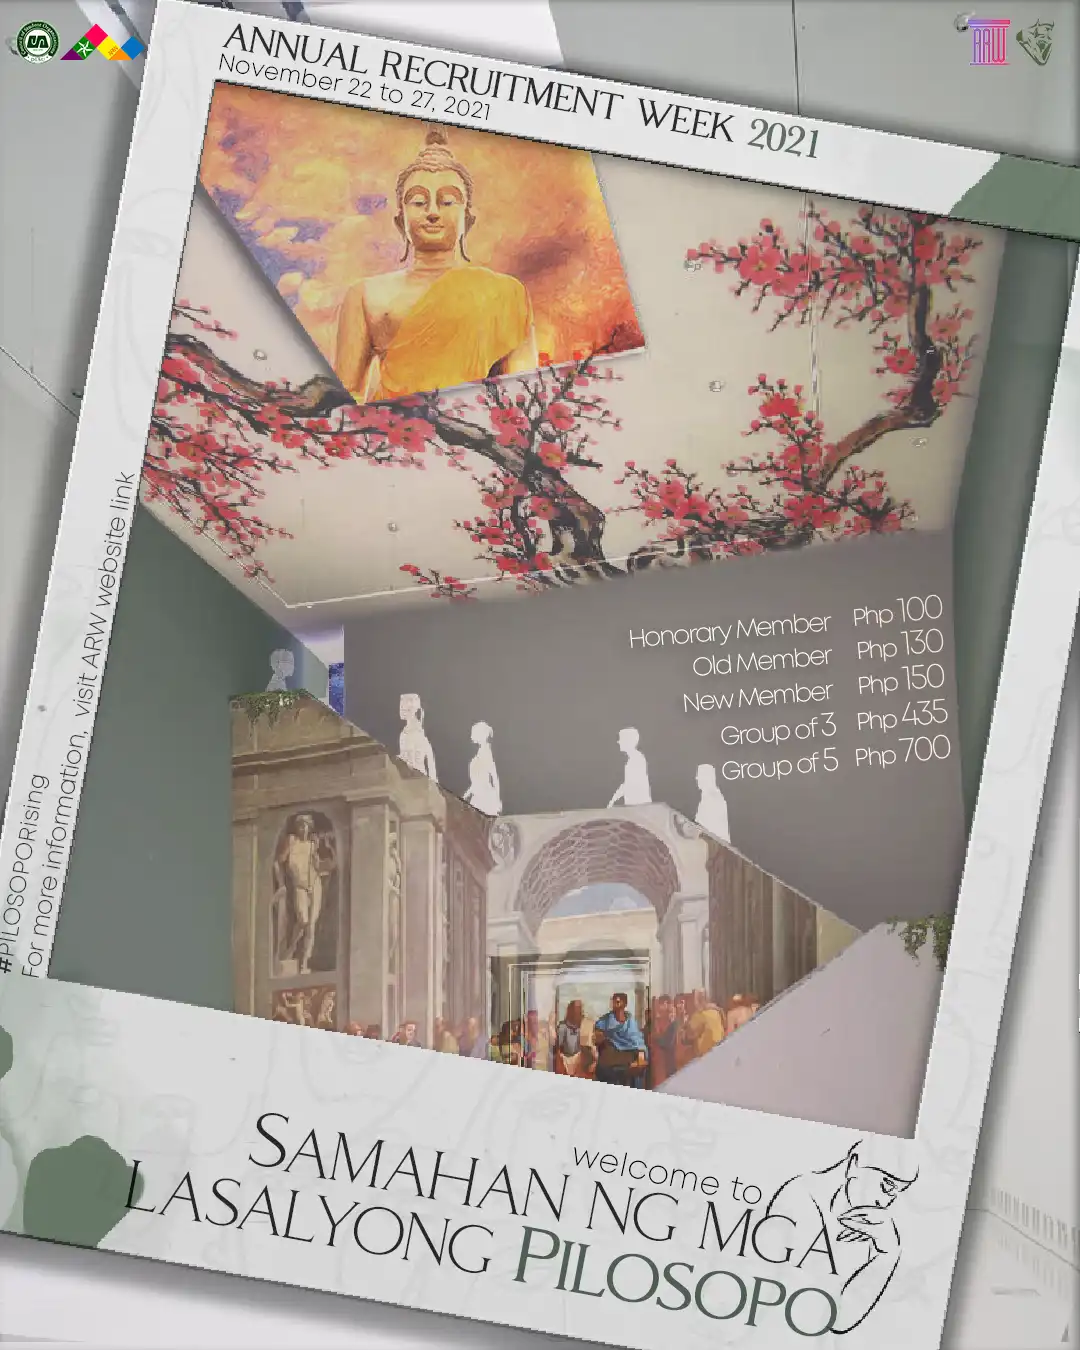 ANNUAL RECRUITMENT WEEK 2021
November 22 to 27, 2021
ARW
Honorary Member Php 100
Old Member Php 130
New Member Php 150
Group of 3 Php 435
Group of 5 Php 700
#PILOSOPORising
For more information, visit ARW website link
welcome to
SAMAHAN NG MGA
LASALYONG PILOSOPO